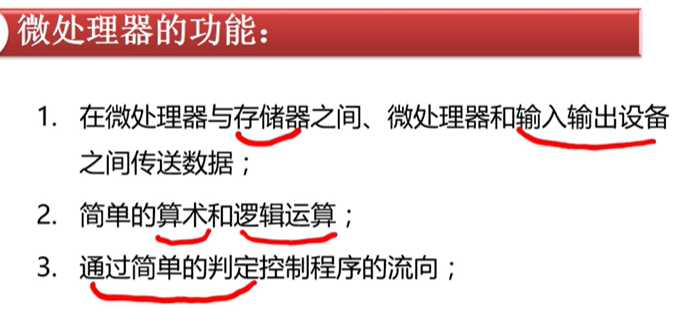 微处理器的功能：
1. 在微处理器与存储器之间、微处理器和输入输出设备
之间传送数据；
2. 简单的算术和逻辑运算；
3. 通过简单的判定控制程序的流向；